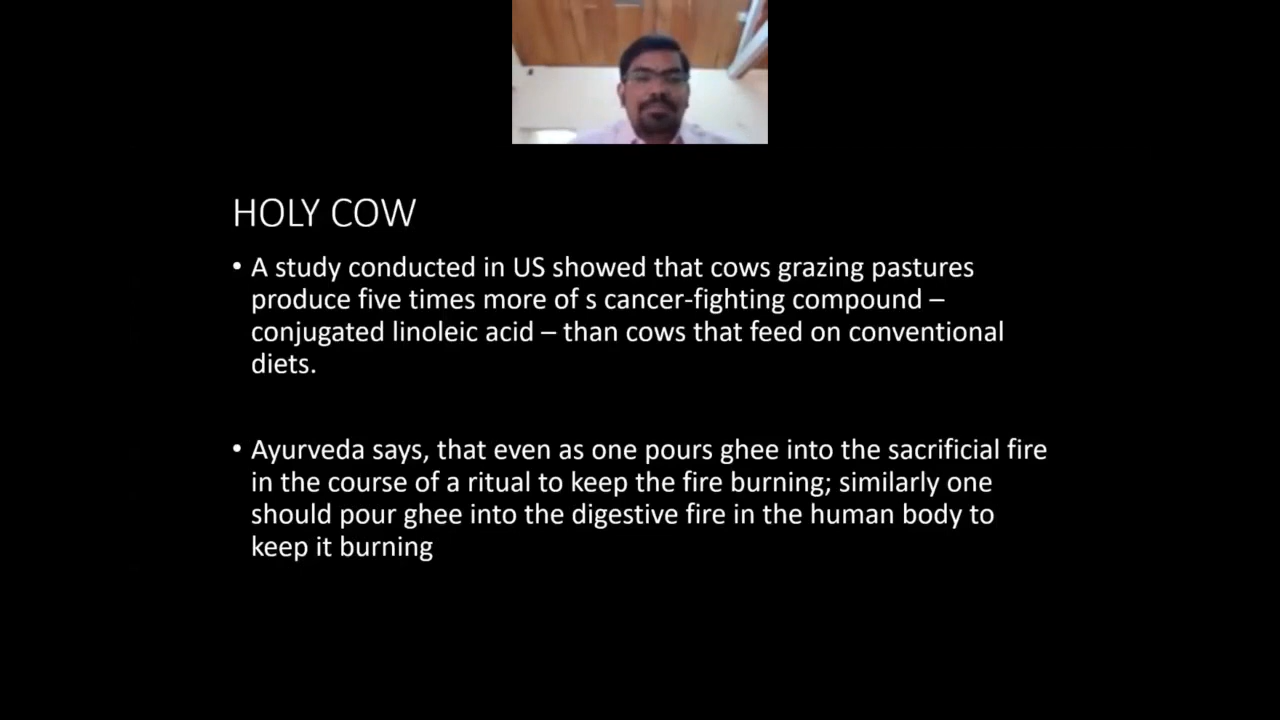 HOLY COW
• A study conducted in US showed that cows grazing pastures
produce five times more of s cancer-fighting compound –
conjugated linoleic acid – than cows that feed on conventional
diets.
• Ayurveda says, that even as one pours ghee into the sacrificial fire
in the course of a ritual to keep the fire burning; similarly one
should pour ghee into the digestive fire in the human body to
keep it burning